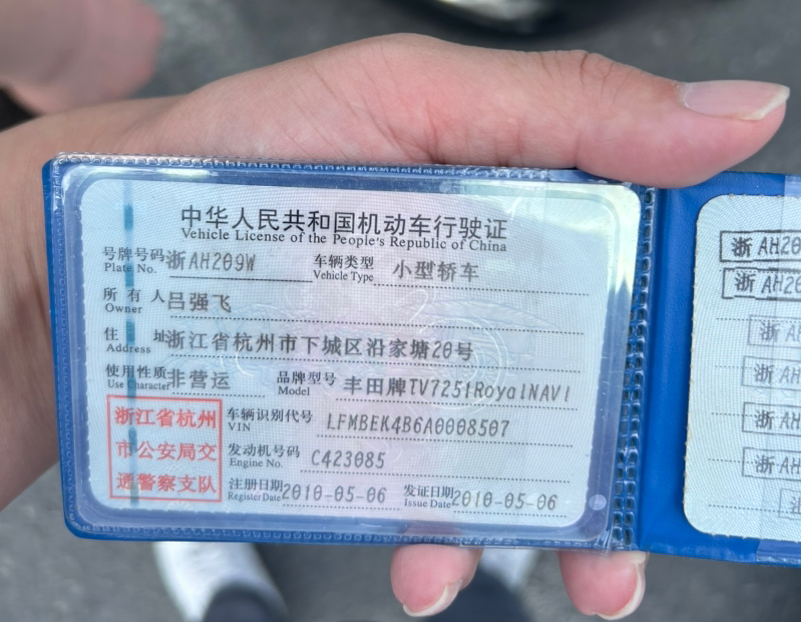 中华人民共和国机动车行驶证
Vehicle License of the People's Republic of China
号牌号码 浙AH209W 车辆类型 小型轿车
Plate No. Vehicle Type
所有人 吕强飞
Owner
住址 浙江省杭州市下城区沿家塘20号
Address
使用性质 非营运 品牌型号 丰田牌TV7251RoyalNAVI
Use Character Model
浙江省杭州
市公安局交
通警察支队
车辆识别代号 LFMBEK4B6A0008507
VIN
发动机号码 C423085
Engine No.
注册日期 2010-05-06 发证日期 2010-05-06
Register Date Issue Date
浙AH20
浙AH20
浙AH
浙AH
浙AH
浙AH